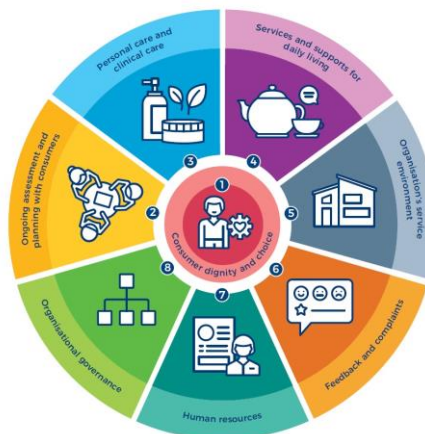 1
Consumer dignity and choice
2
Ongoing assessment and
planning with consumers
3
Personal care and
clinical care
4
Services and supports for
daily living
5
Organisation's service
environment
6
Feedback and complaints
7
Human resources
8
Organisational governance